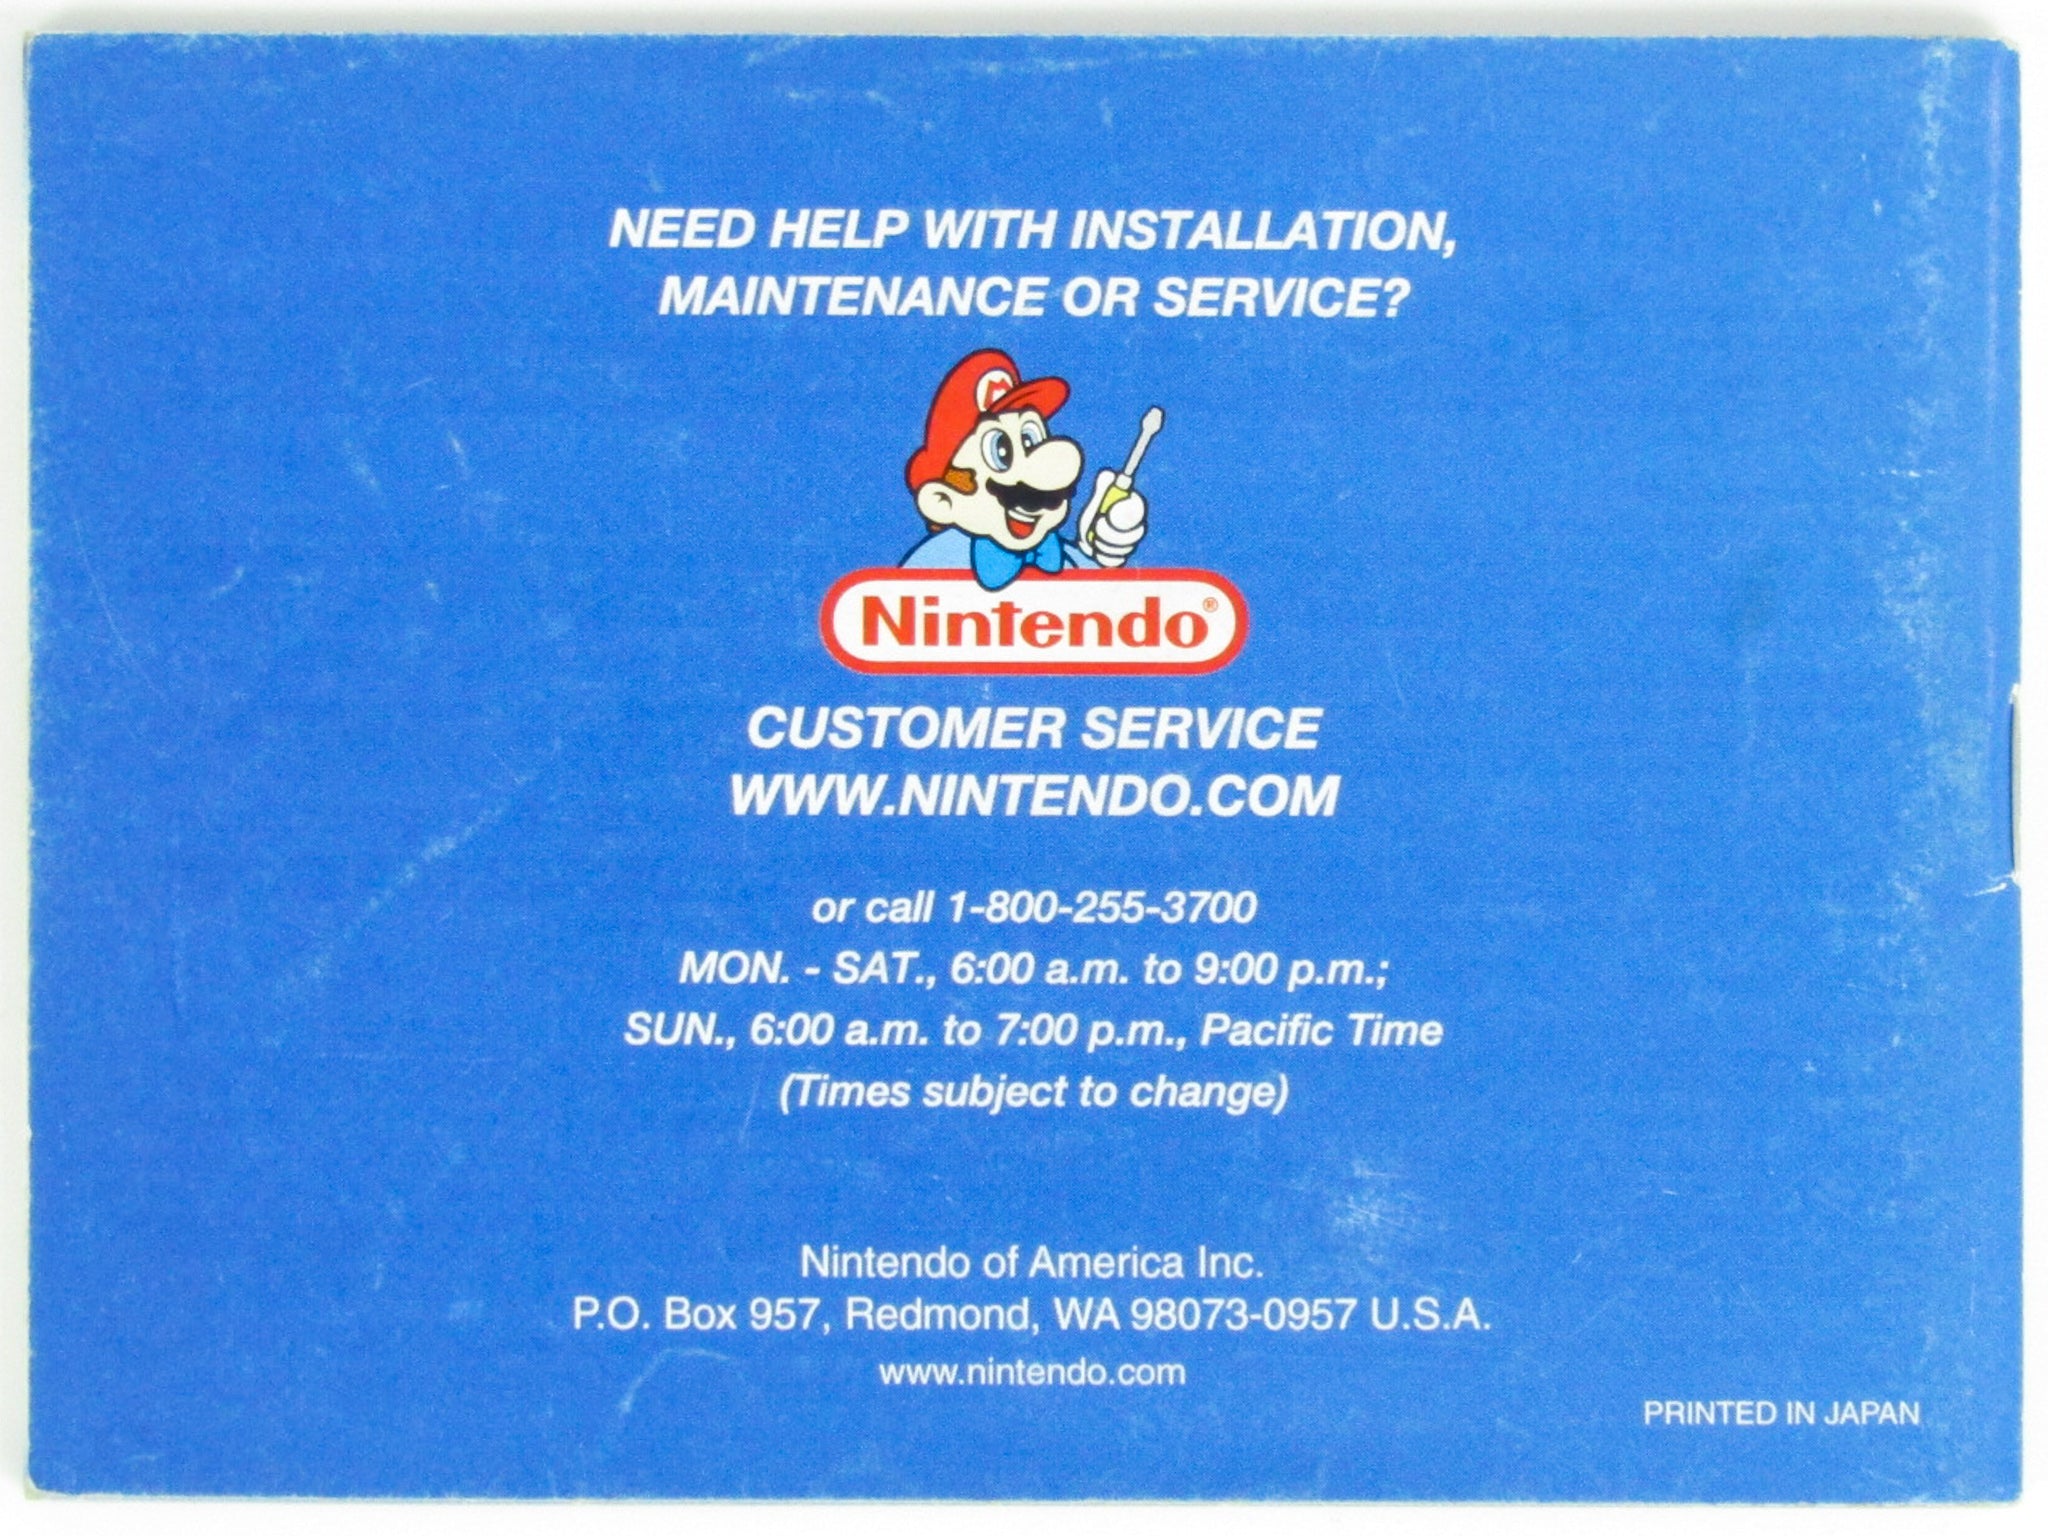 NEED HELP WITH INSTALLATION,
MAINTENANCE OR SERVICE?
M
Nintendo®
CUSTOMER SERVICE
WWW.NINTENDO.COM
or call 1-800-255-3700
MON. - SAT., 6:00 a.m. to 9:00 p.m.;
SUN., 6:00 a.m. to 7:00 p.m., Pacific Time
(Times subject to change)
Nintendo of America Inc.
P.O. Box 957, Redmond, WA 98073-0957 U.S.A.
www.nintendo.com
PRINTED IN JAPAN